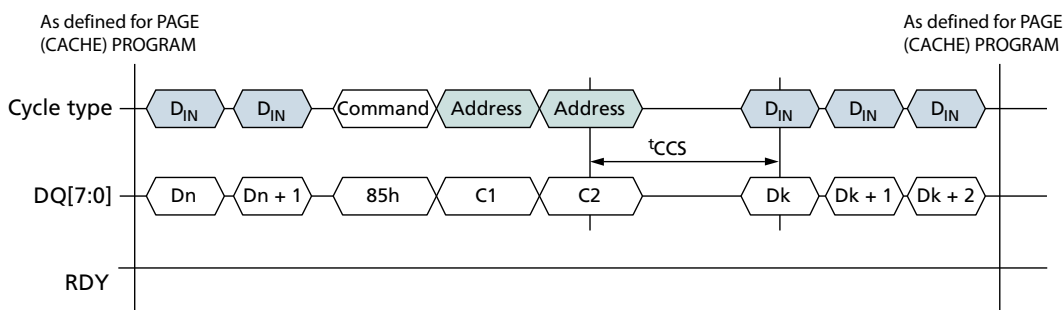 As defined for PAGE As defined for PAGE
(CACHE) PROGRAM (CACHE) PROGRAM
Cycle type DIN DIN Command Address Address DIN DIN DIN
tCCS
DQ[7:0] Dn Dn + 1 85h C1 C2 Dk Dk + 1 Dk + 2
RDY